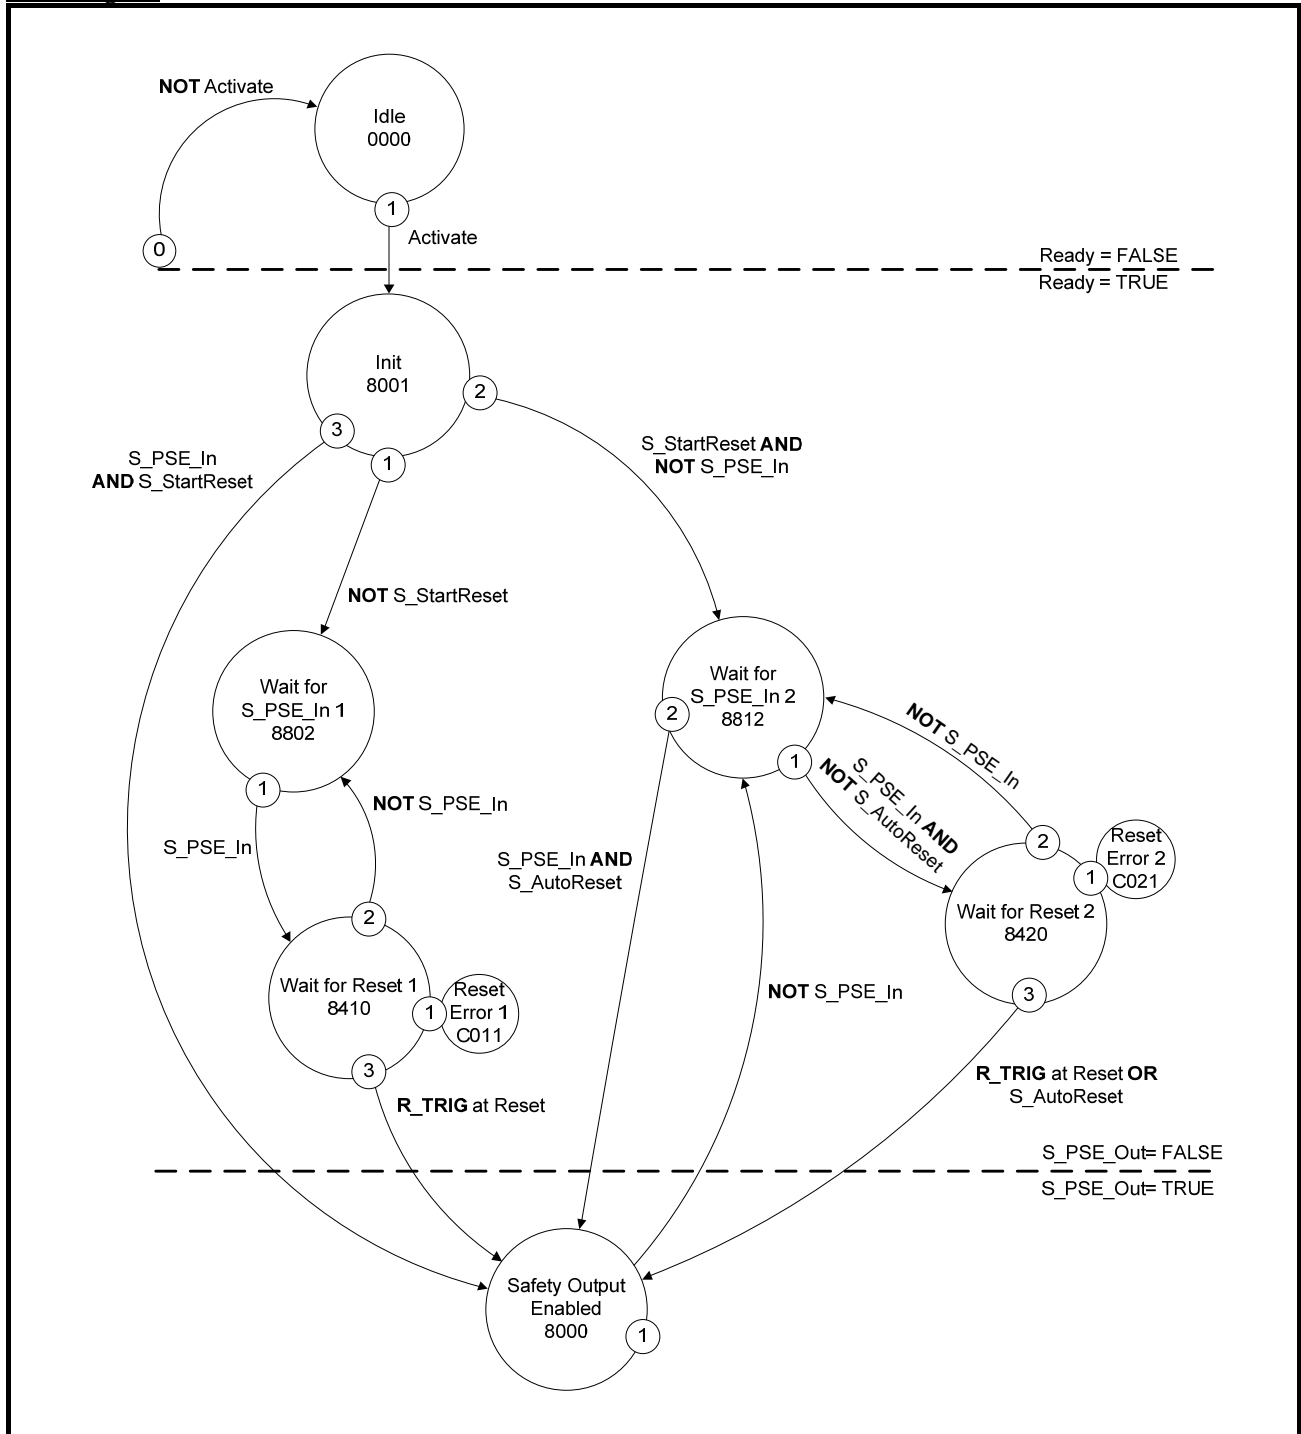 NOT Activate
Idle
0000
1
Activate
0
Ready = FALSE
Ready = TRUE
Init
8001
2
3
1
S_PSE_In
AND S_StartReset
S_StartReset AND
NOT S_PSE_In
NOT S_StartReset
Wait for
S_PSE_In 1
8802
1
Wait for
S_PSE_In 2
8812
2
1
NOT S_PSE_In
S_PSE_In AND
NOT S_AutoReset
NOT S_PSE_In
S_PSE_In
S_PSE_In AND
S_AutoReset
2
1
Reset
Error 2
C021
Wait for Reset 2
8420
3
2
Wait for Reset 1
8410
1
Reset
Error 1
C011
3
NOT S_PSE_In
R_TRIG at Reset
R_TRIG at Reset OR
S_AutoReset
S_PSE_Out= FALSE
S_PSE_Out= TRUE
Safety Output
Enabled
8000
1